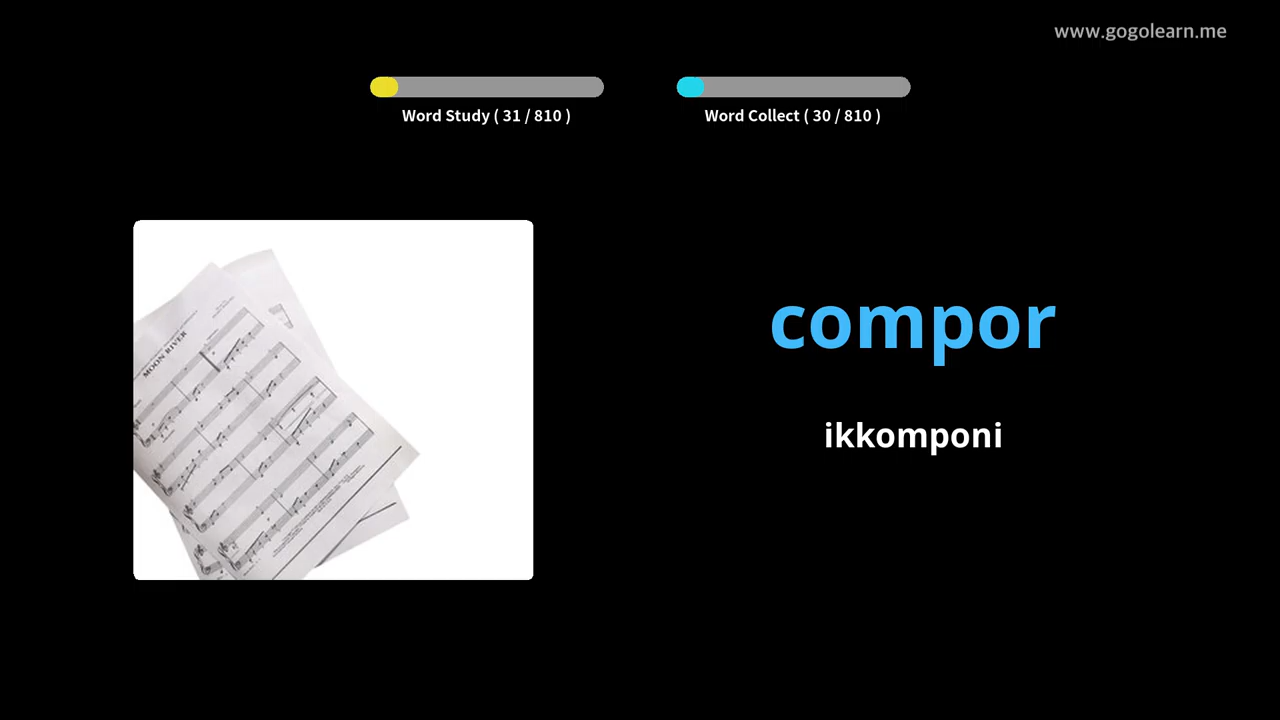 www.gogolearn.me
Word Study ( 31 / 810 )
Word Collect ( 30 / 810 )
MOON RIVER
compor
ikkomponi